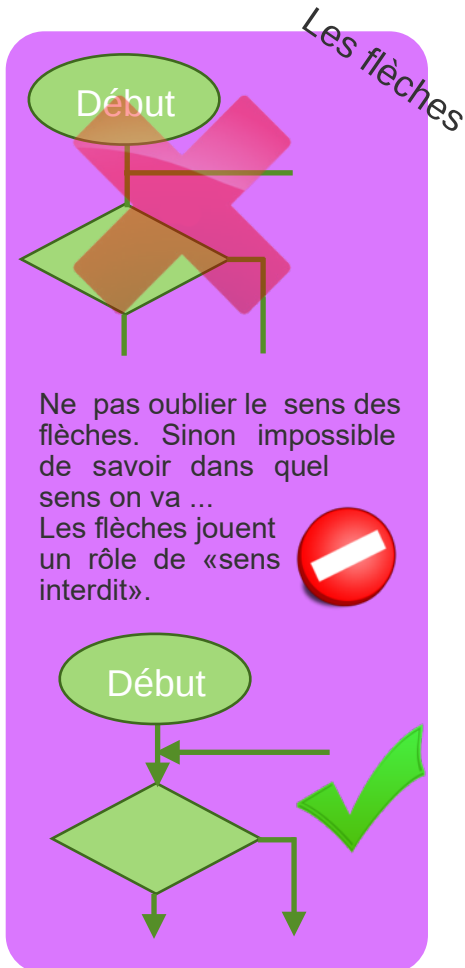 Les flèches
Début
Ne pas oublier le sens des
flèches. Sinon impossible
de savoir dans quel
sens on va ...
Les flèches jouent
un rôle de «sens
interdit».
Début